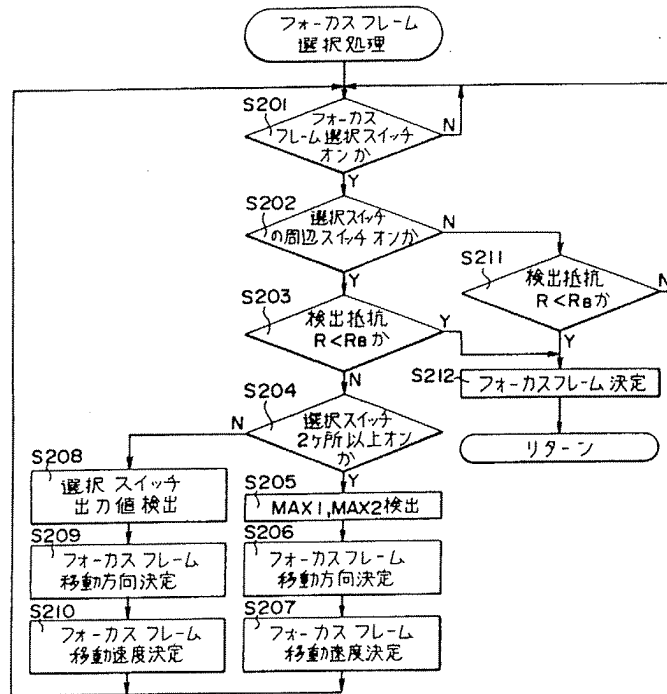 フォーカスフレーム
選択処理
S201
フォーカス
フレーム選択スイッチ
オンか
N
Y
S202
選択スイッチ
の周辺スイッチオンか
N
Y
S211
検出抵抗
R<RBか
N
Y
S203
検出抵抗
R<RBか
Y
N
S212
フォーカスフレーム決定
リターン
S204
選択スイッチ
2ヶ所以上オン
か
N
Y
S208
選択スイッチ
出力値検出
S205
MAX1,MAX2検出
S209
フォーカスフレーム
移動方向決定
S206
フォーカスフレーム
移動方向決定
S210
フォーカスフレーム
移動速度決定
S207
フォーカスフレーム
移動速度決定